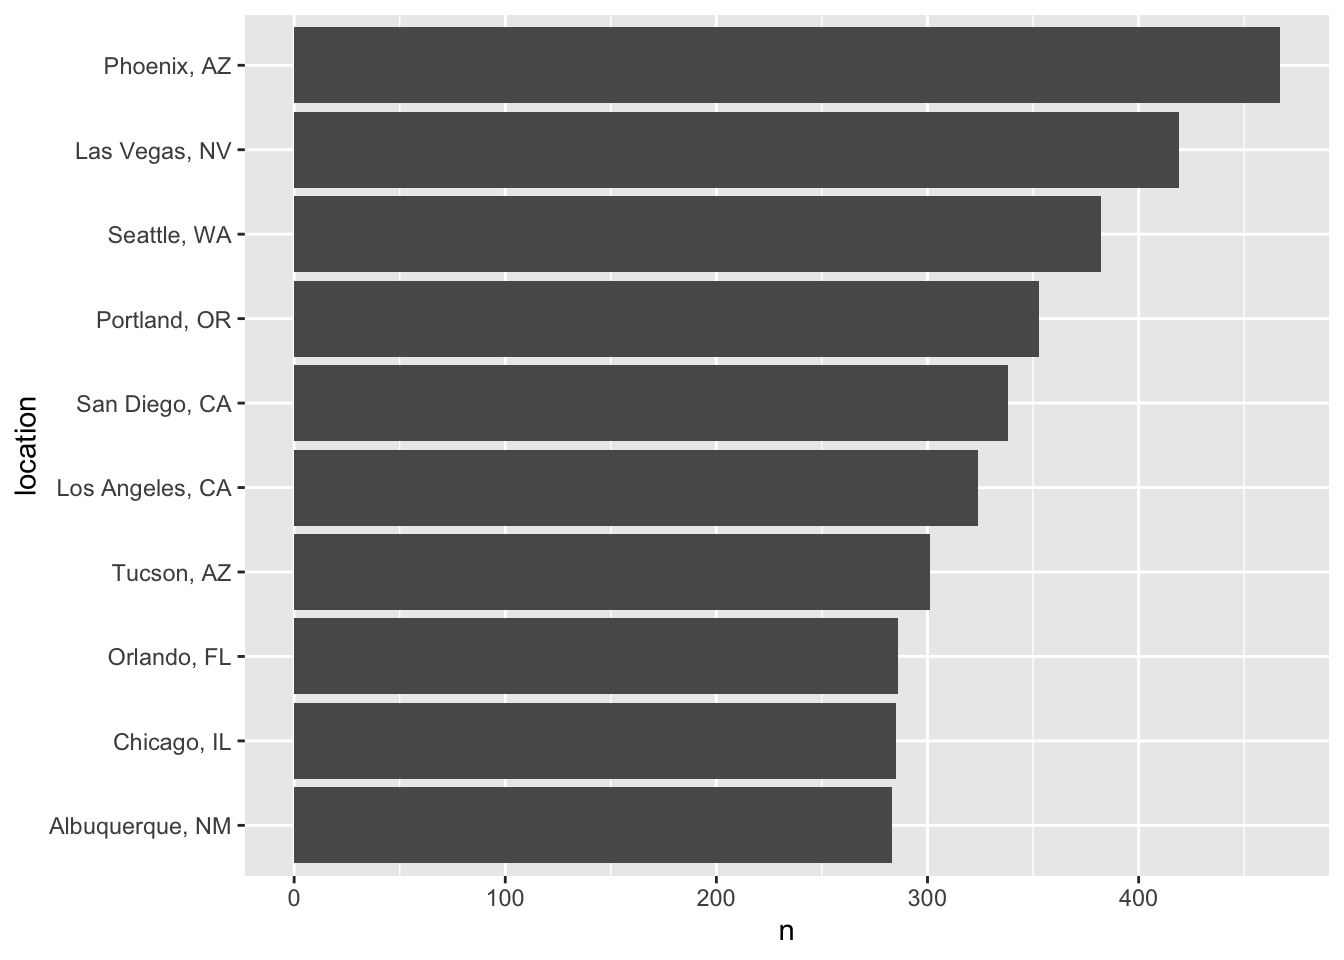 Phoenix, AZ
Las Vegas, NV
Seattle, WA
Portland, OR
San Diego, CA
Los Angeles, CA
Tucson, AZ
Orlando, FL
Chicago, IL
Albuquerque, NM
location
0 100 200 300 400
n